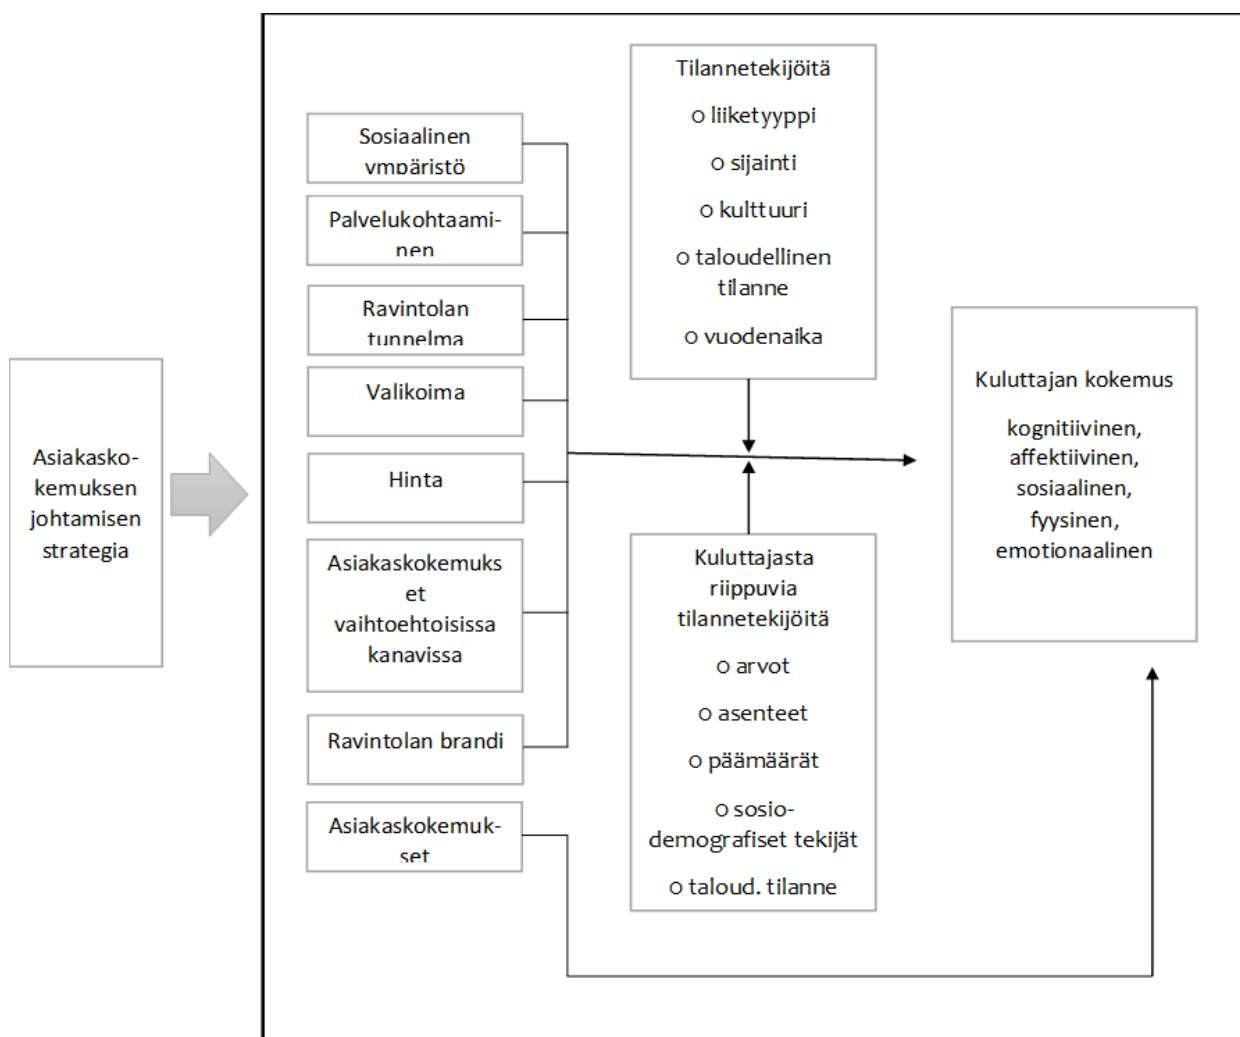 Asiakasko-
kemuksen
johtamisen
strategia
Sosiaalinen
ympäristö
Palvelukohtaami-
nen
Ravintolan
tunnelma
Valikoima
Hinta
Asiakaskokemuks
et
vaihtoehtoisissa
kanavissa
Ravintolan brandi
Asiakaskokemuk-
set
Tilannetekijöitä
o liiketyyppi
o sijainti
o kulttuuri
o taloudellinen
tilanne
o vuodenaika
Kuluttajasta
riippuvia
tilannetekijöitä
o arvot
o asenteet
o päämäärät
o sosio-
demografiset tekijät
o taloud. tilanne
Kuluttajan kokemus
kognitiivinen,
affektiivinen,
sosiaalinen,
fyysinen,
emotionaalinen